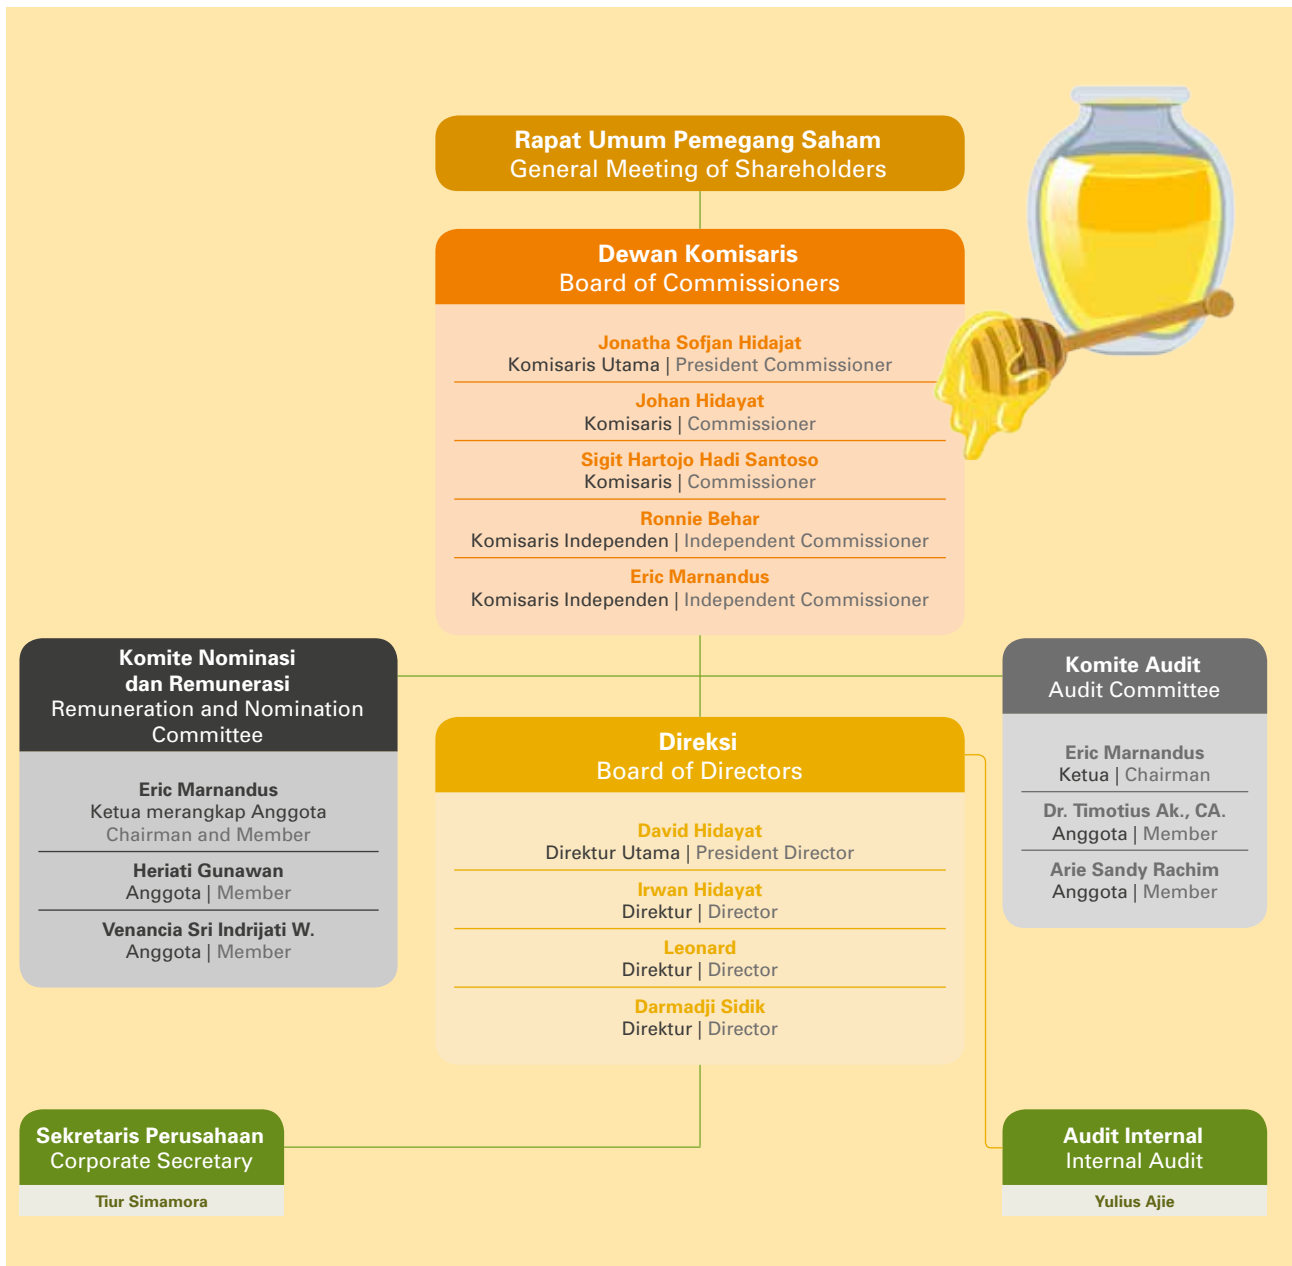 Rapat Umum Pemegang Saham
General Meeting of Shareholders
Dewan Komisaris
Board of Commissioners
Jonatha Sofjan Hidajat
Komisaris Utama | President Commissioner
Johan Hidayat
Komisaris | Commissioner
Sigit Hartojo Hadi Santoso
Komisaris | Commissioner
Ronnie Behar
Komisaris Independen | Independent Commissioner
Eric Marnandus
Komisaris Independen | Independent Commissioner
Komite Nominasi
dan Remunerasi
Remuneration and Nomination
Committee
Eric Marnandus
Ketua merangkap Anggota
Chairman and Member
Heriati Gunawan
Anggota | Member
Venancia Sri Indrijati W.
Anggota | Member
Komite Audit
Audit Committee
Eric Marnandus
Ketua | Chairman
Dr. Timotius Ak., CA.
Anggota | Member
Arie Sandy Rachim
Anggota | Member
Direksi
Board of Directors
David Hidayat
Direktur Utama | President Director
Irwan Hidayat
Direktur | Director
Leonard
Direktur | Director
Darmadji Sidik
Direktur | Director
Sekretaris Perusahaan
Corporate Secretary
Tiur Simamora
Audit Internal
Internal Audit
Yulius Ajie